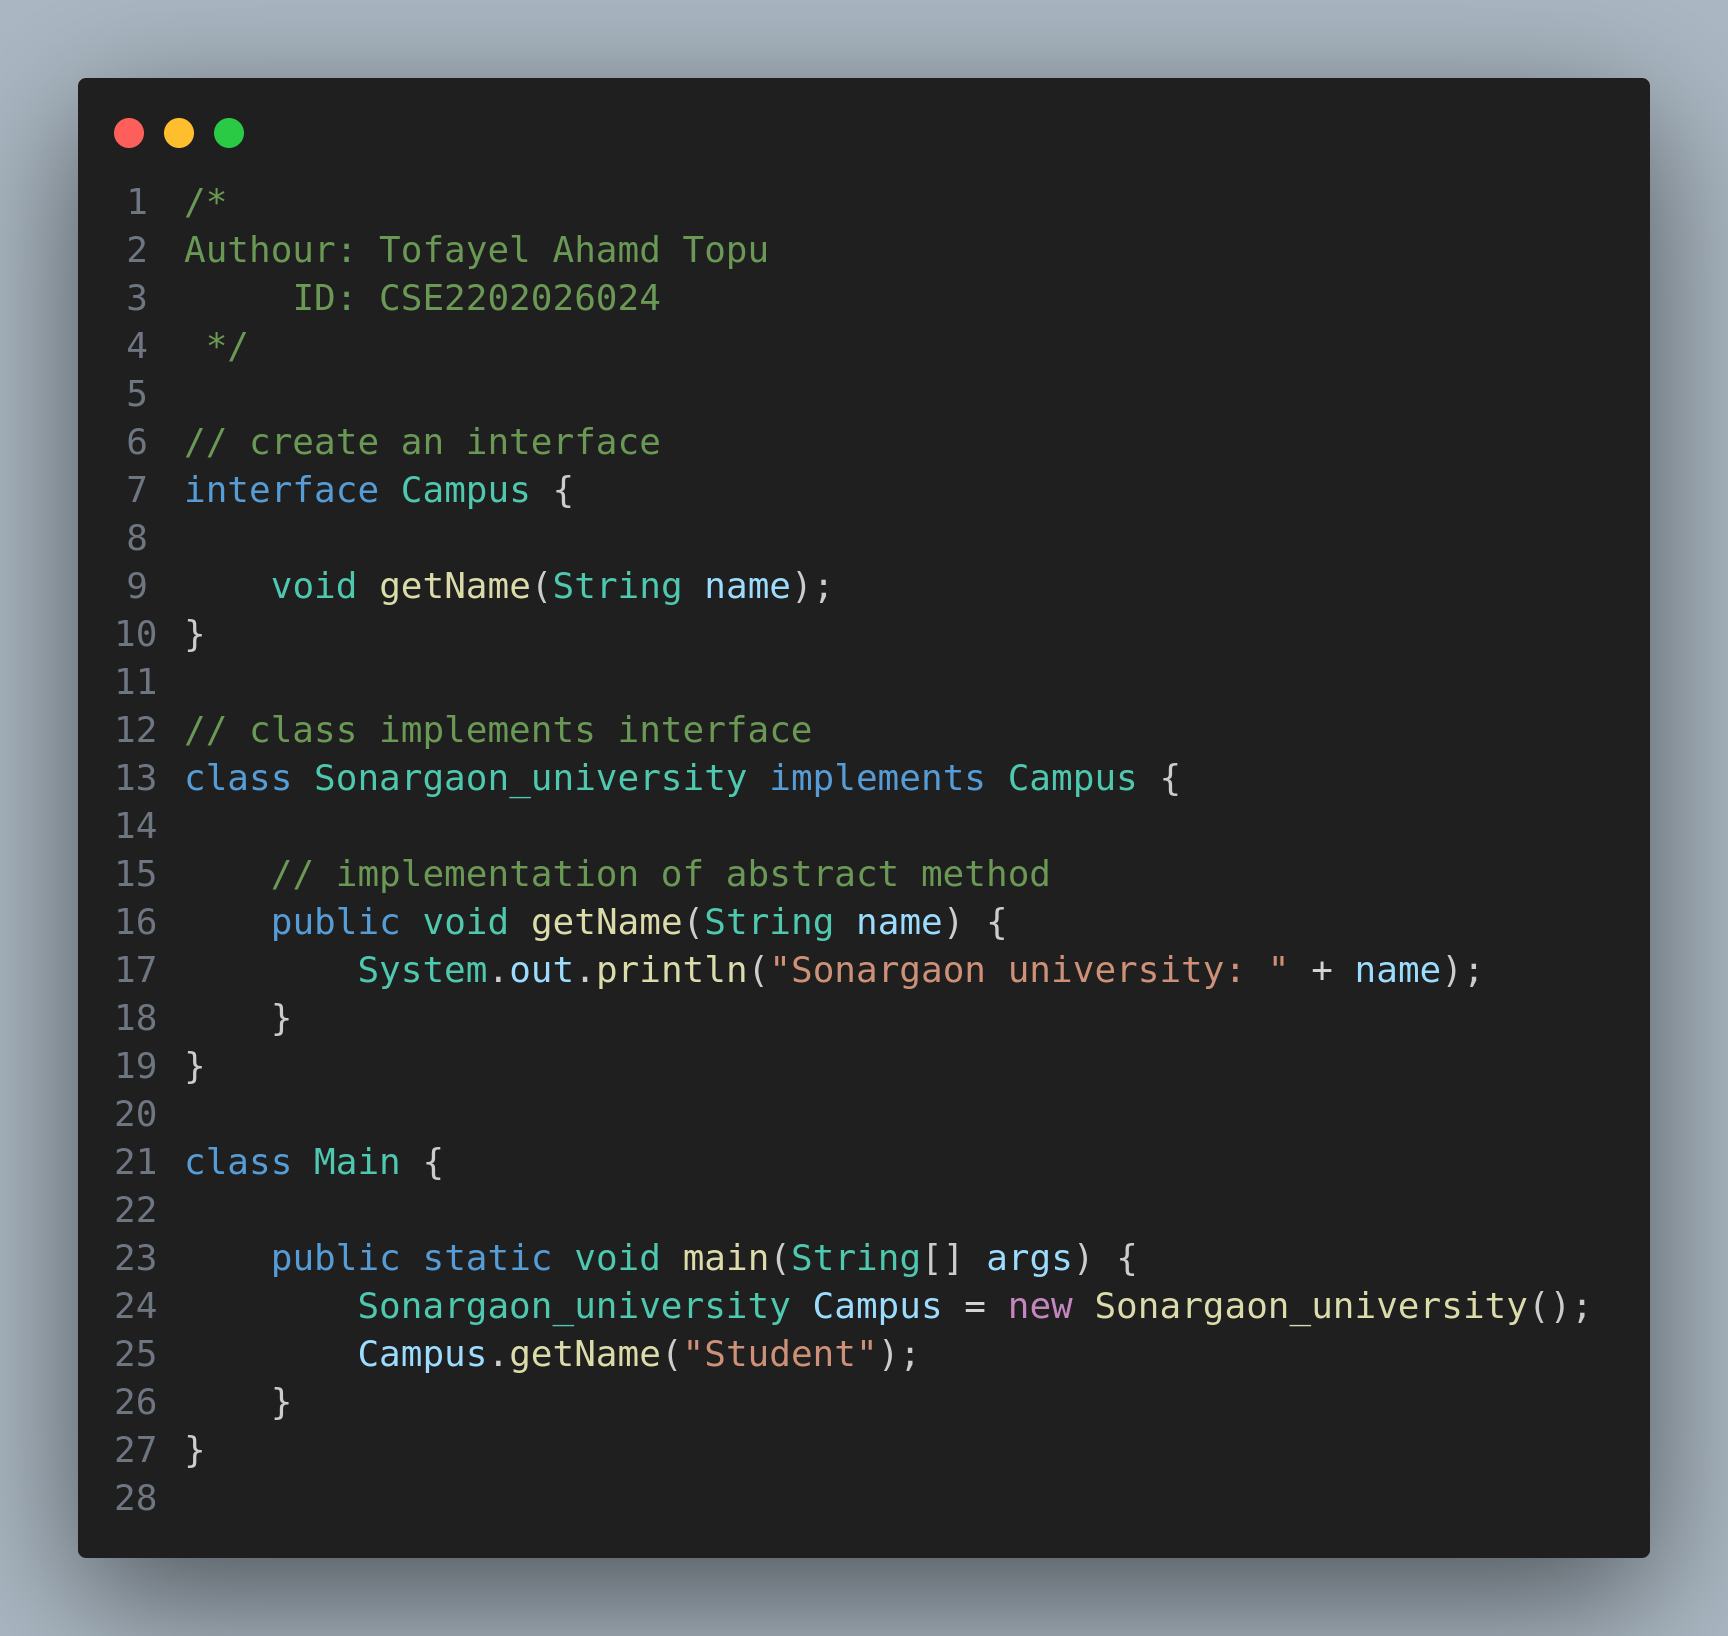 1 /*
2 Authour: Tofayel Ahamd Topu
3      ID: CSE2202026024
4  */
5
6 // create an interface
7 interface Campus {
8
9     void getName(String name);
10 }
11
12 // class implements interface
13 class Sonargaon_university implements Campus {
14
15     // implementation of abstract method
16     public void getName(String name) {
17         System.out.println("Sonargaon university: " + name);
18     }
19 }
20
21 class Main {
22
23     public static void main(String[] args) {
24         Sonargaon_university Campus = new Sonargaon_university();
25         Campus.getName("Student");
26     }
27 }
28